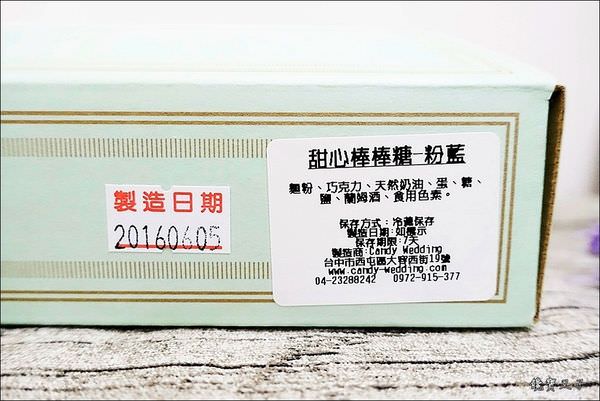 製造日期
20160605
甜心棒棒糖-粉藍
麵粉、巧克力、天然奶油、蛋、糖、
鹽、蘭姆酒、食用色素。
保存方式:冷藏保存
製造日期:如標示
保存期限:7天
製造商:Candy Wedding
台中市西屯區大容西街19號
www.candy-wedding.com
04-23288242 0972-915-377